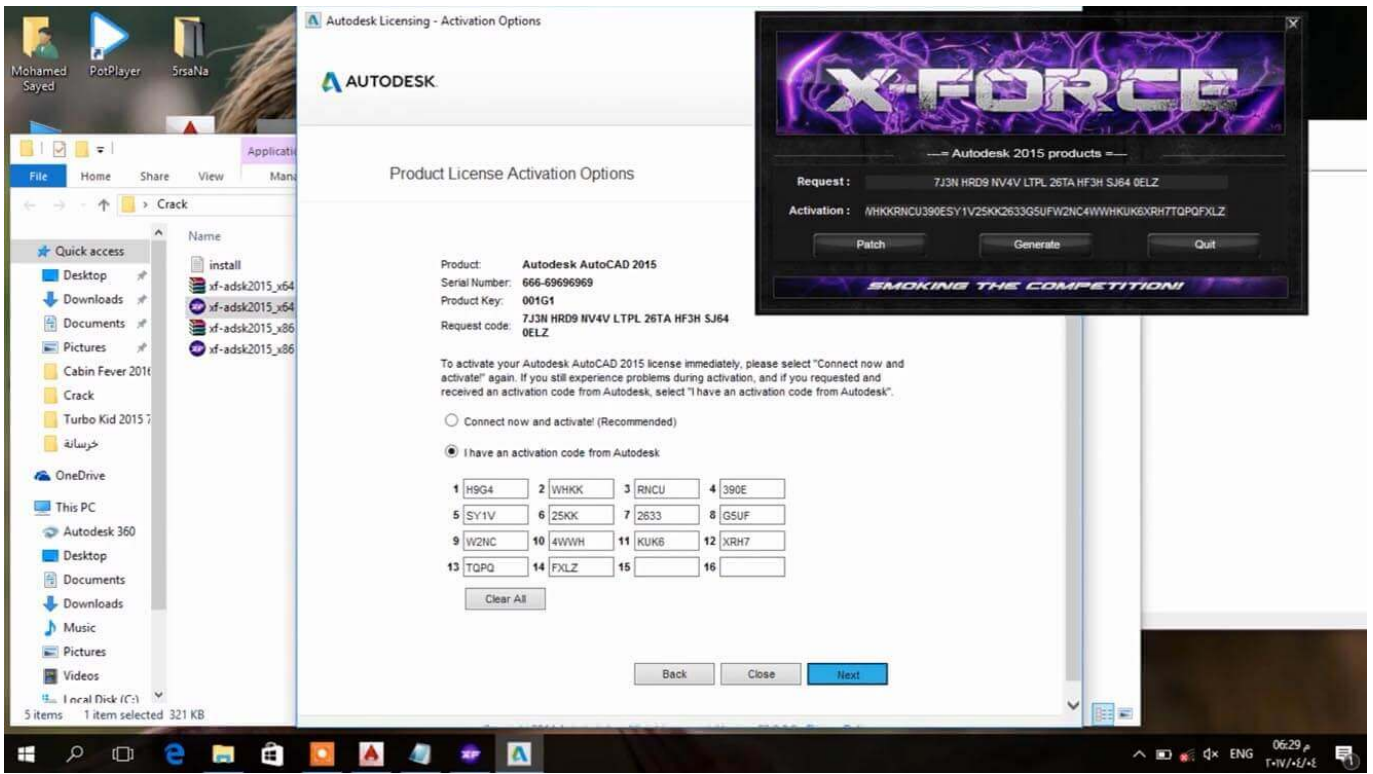 Mohamed Sayed
PotPlayer
5rsaNa
File
Home
Share
View
Crack
Quick access
Desktop
Downloads
Documents
Pictures
Cabin Fever 2016
Crack
Turbo Kid 2015 7
خرسانة
OneDrive
This PC
Autodesk 360
Desktop
Documents
Downloads
Music
Pictures
Videos
Local Disk (C:)
5 items 1 item selected 321 KB
Name
install
xf-adsk2015_x64
xf-adsk2015_x64
xf-adsk2015_x86
xf-adsk2015_x86
Autodesk Licensing - Activation Options
AUTODESK.
Product License Activation Options
Product: Autodesk AutoCAD 2015
Serial Number: 666-69696969
Product Key: 001G1
Request code: 7J3N HRD9 NV4V LTPL 26TA HF3H SJ64
0ELZ
To activate your Autodesk AutoCAD 2015 license immediately, please select "Connect now and
activate!" again. If you still experience problems during activation, and if you requested and
received an activation code from Autodesk, select "I have an activation code from Autodesk".
Connect now and activate! (Recommended)
I have an activation code from Autodesk
1 H9G4 2 WHKK 3 RNCU 4 390E
5 SY1V 6 25KK 7 2633 8 G5UF
9 W2NC 10 4WWH 11 KUK6 12 XRH7
13 TQPQ 14 FXLZ 15 16
Clear All
Back Close Next
X-FORCE
---= Autodesk 2015 products =---
Request : 7J3N HRD9 NV4V LTPL 26TA HF3H SJ64 0ELZ
Activation : WHKKRNCU390ESY1V25KK2633G5UFW2NC4WWHKUK6XRH7TQPQFXLZ
Patch Generate Quit
SMOKING THE COMPETITION!
ENG
06:29 م
٢٠١٧/٠٤/٠٤